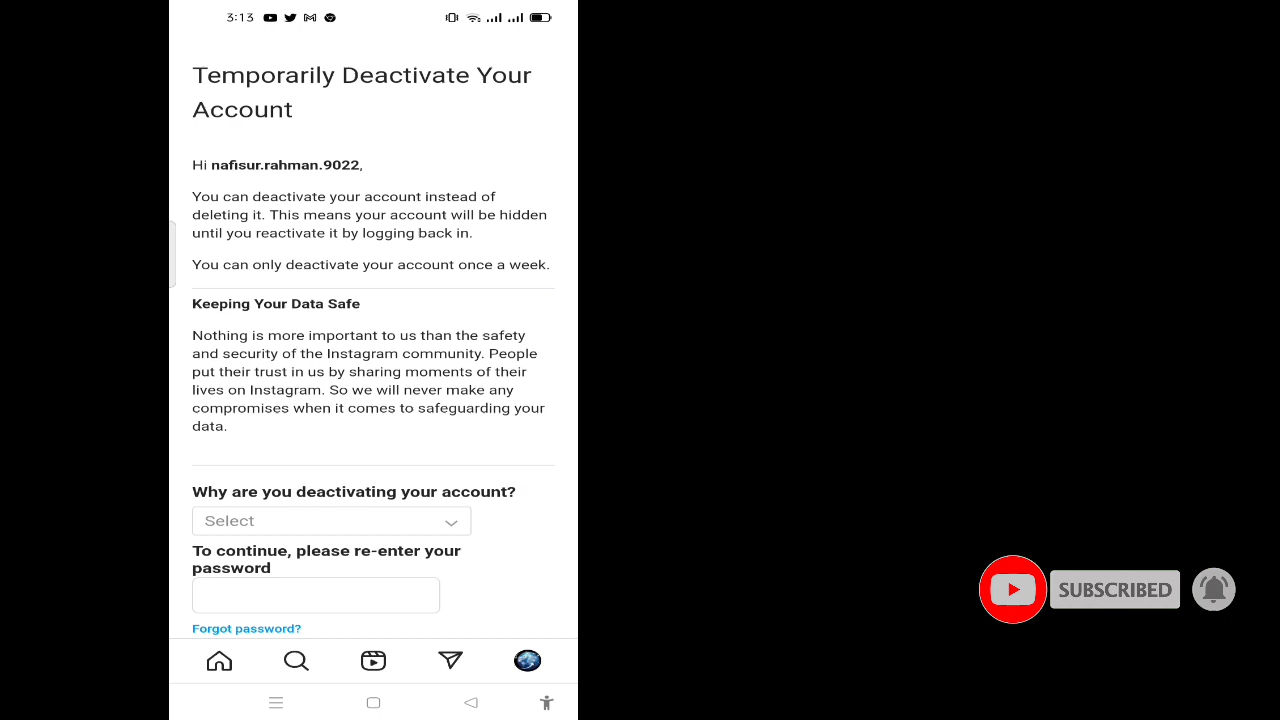 3:13
Temporarily Deactivate Your
Account
Hi nafisur.rahman.9022,
You can deactivate your account instead of
deleting it. This means your account will be hidden
until you reactivate it by logging back in.
You can only deactivate your account once a week.
Keeping Your Data Safe
Nothing is more important to us than the safety
and security of the Instagram community. People
put their trust in us by sharing moments of their
lives on Instagram. So we will never make any
compromises when it comes to safeguarding your
data.
Why are you deactivating your account?
Select
To continue, please re-enter your
password
Forgot password?
SUBSCRIBED